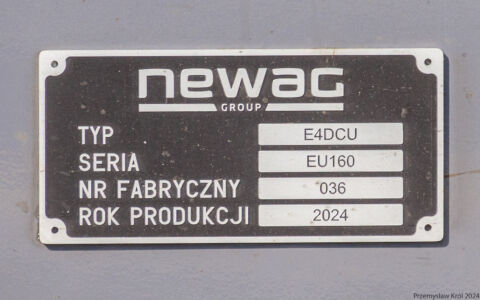 newag
GROUP
TYP E4DCU
SERIA EU160
NR FABRYCZNY 036
ROK PRODUKCJI 2024
Przemysław Król 2024